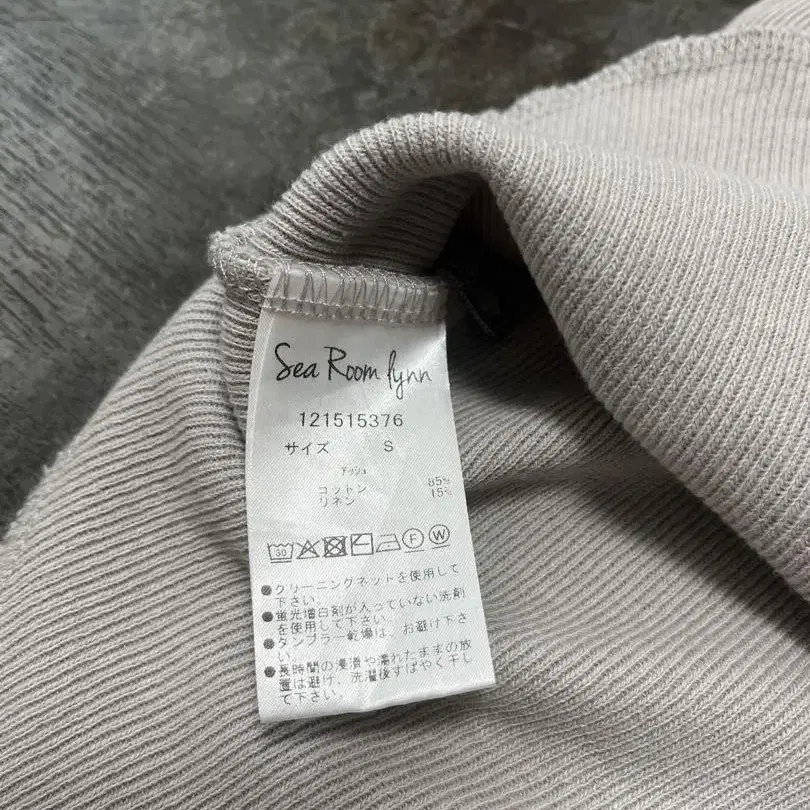 Sea Room lynn
121515376
サイズ S
アッシュ
コットン 85%
リネン 15%
30 F W
●クリーニングネットを使用して
下さい。
●蛍光増白剤が入っていない洗剤
を使用して下さい。
●タンブラー乾燥は、お避け下さ
い。
●長時間の浸漬や濡れたままの放
置は避け、洗濯後すばやく干し
て下さい。